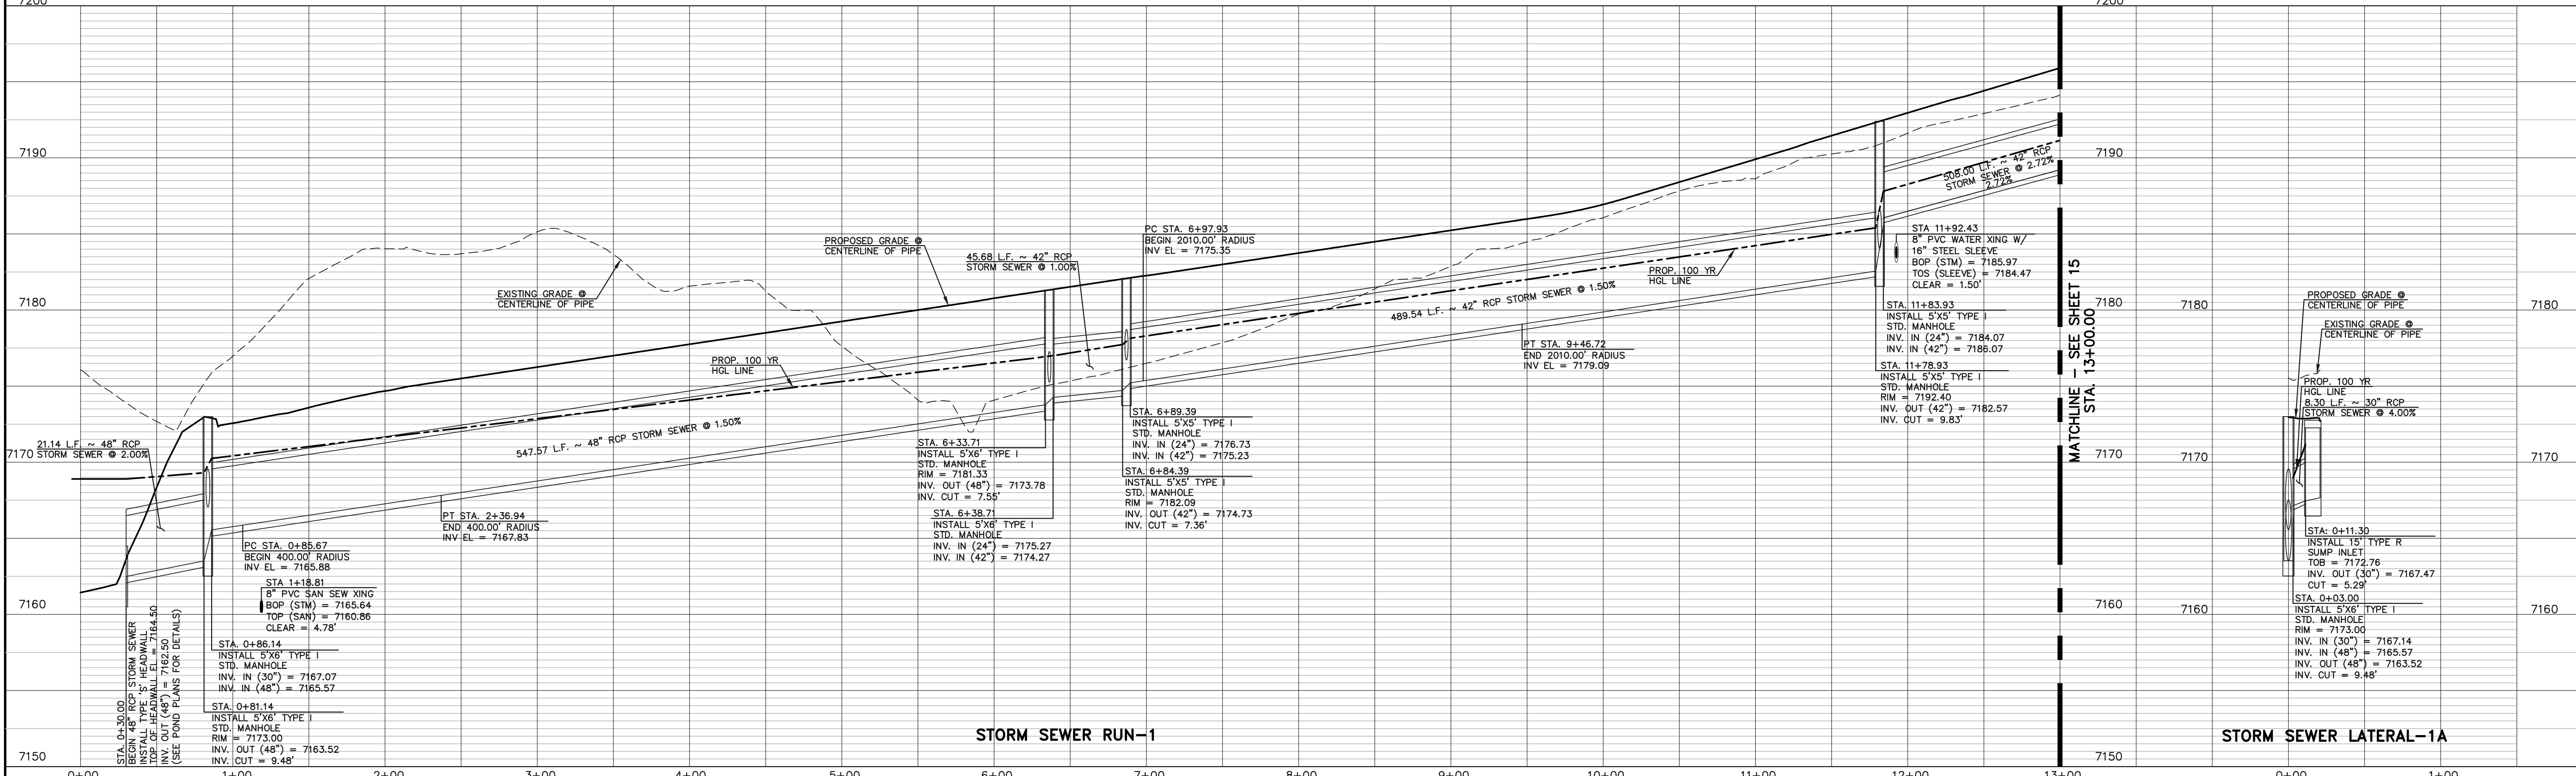 7200
7190
7180
7170
7160
7150
0+00
1+00
2+00
3+00
4+00
5+00
6+00
7+00
8+00
9+00
10+00
11+00
12+00
13+00
21.14 L.F. ~ 48" RCP
STORM SEWER @ 2.00%
STA. 0+30.00
BEGIN 48" RCP STORM SEWER
INSTALL TYPE 'S' HEADWALL
TOP OF HEADWALL EL = 7164.50
INV. OUT (48") = 7162.50
(SEE POND PLANS FOR DETAILS)
PC STA. 0+85.67
BEGIN 400.00' RADIUS
INV EL = 7165.88
STA 1+18.81
8" PVC SAN SEW XING
BOP (STM) = 7165.64
TOP (SAN) = 7160.86
CLEAR = 4.78'
STA. 0+86.14
INSTALL 5'X6' TYPE I
STD. MANHOLE
INV. IN (30") = 7167.07
INV. IN (48") = 7165.57
STA. 0+81.14
INSTALL 5'X6' TYPE I
STD. MANHOLE
RIM = 7173.00
INV. OUT (48") = 7163.52
INV. CUT = 9.48'
PT STA. 2+36.94
END 400.00' RADIUS
INV EL = 7167.83
EXISTING GRADE @
CENTERLINE OF PIPE
547.57 L.F. ~ 48" RCP STORM SEWER @ 1.50%
PROP. 100 YR
HGL LINE
PROPOSED GRADE @
CENTERLINE OF PIPE
45.68 L.F. ~ 42" RCP
STORM SEWER @ 1.00%
STA. 6+33.71
INSTALL 5'X6' TYPE I
STD. MANHOLE
RIM = 7181.33
INV. OUT (48") = 7173.78
INV. CUT = 7.55'
STA. 6+38.71
INSTALL 5'X6' TYPE I
STD. MANHOLE
INV. IN (24") = 7175.27
INV. IN (42") = 7174.27
PC STA. 6+97.93
BEGIN 2010.00' RADIUS
INV EL = 7175.35
STA. 6+89.39
INSTALL 5'X5' TYPE I
STD. MANHOLE
INV. IN (24") = 7176.73
INV. IN (42") = 7175.23
STA. 6+84.39
INSTALL 5'X5' TYPE I
STD. MANHOLE
RIM = 7182.09
INV. OUT (42") = 7174.73
INV. CUT = 7.36'
489.54 L.F. ~ 42" RCP STORM SEWER @ 1.50%
PT STA. 9+46.72
END 2010.00' RADIUS
INV EL = 7179.09
PROP. 100 YR
HGL LINE
508.00 L.F. ~ 42" RCP
STORM SEWER @ 2.72%
2.72%
STA 11+92.43
8" PVC WATER XING W/
16" STEEL SLEEVE
BOP (STM) = 7185.97
TOS (SLEEVE) = 7184.47
CLEAR = 1.50'
STA. 11+83.93
INSTALL 5'X5' TYPE I
STD. MANHOLE
INV. IN (24") = 7184.07
INV. IN (42") = 7186.07
STA. 11+78.93
INSTALL 5'X5' TYPE I
STD. MANHOLE
RIM = 7192.40
INV. OUT (42") = 7182.57
INV. CUT = 9.83'
MATCHLINE - SEE SHEET 15
STA. 13+00.00
STORM SEWER RUN-1
7200
7190
7180
7170
7160
7150
7180
7170
7160
PROPOSED GRADE @
CENTERLINE OF PIPE
EXISTING GRADE @
CENTERLINE OF PIPE
PROP. 100 YR
HGL LINE
8.30 L.F. ~ 30" RCP
STORM SEWER @ 4.00%
STA: 0+11.30
INSTALL 15' TYPE R
SUMP INLET
TOB = 7172.76
INV. OUT (30") = 7167.47
CUT = 5.29'
STA. 0+03.00
INSTALL 5'X6' TYPE I
STD. MANHOLE
RIM = 7173.00
INV. IN (30") = 7167.14
INV. IN (48") = 7165.57
INV. OUT (48") = 7163.52
INV. CUT = 9.48'
7180
7170
7160
STORM SEWER LATERAL-1A
0+00
1+00